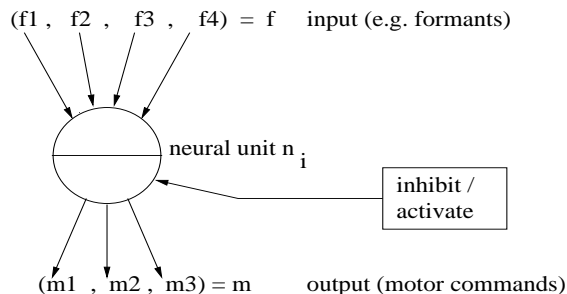 (f1 , f2 , f3 , f4) = f input (e.g. formants)
neural unit n i
inhibit /
activate
(m1 , m2 , m3) = m output (motor commands)